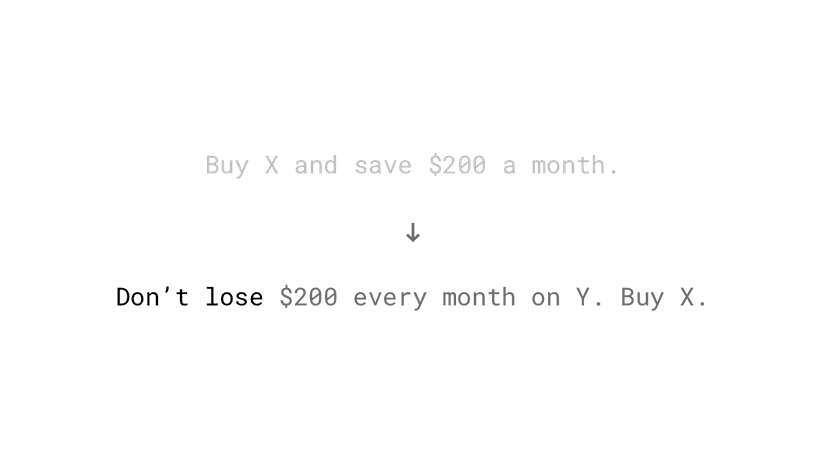 Buy X and save $200 a month.
↓
Don’t lose $200 every month on Y. Buy X.